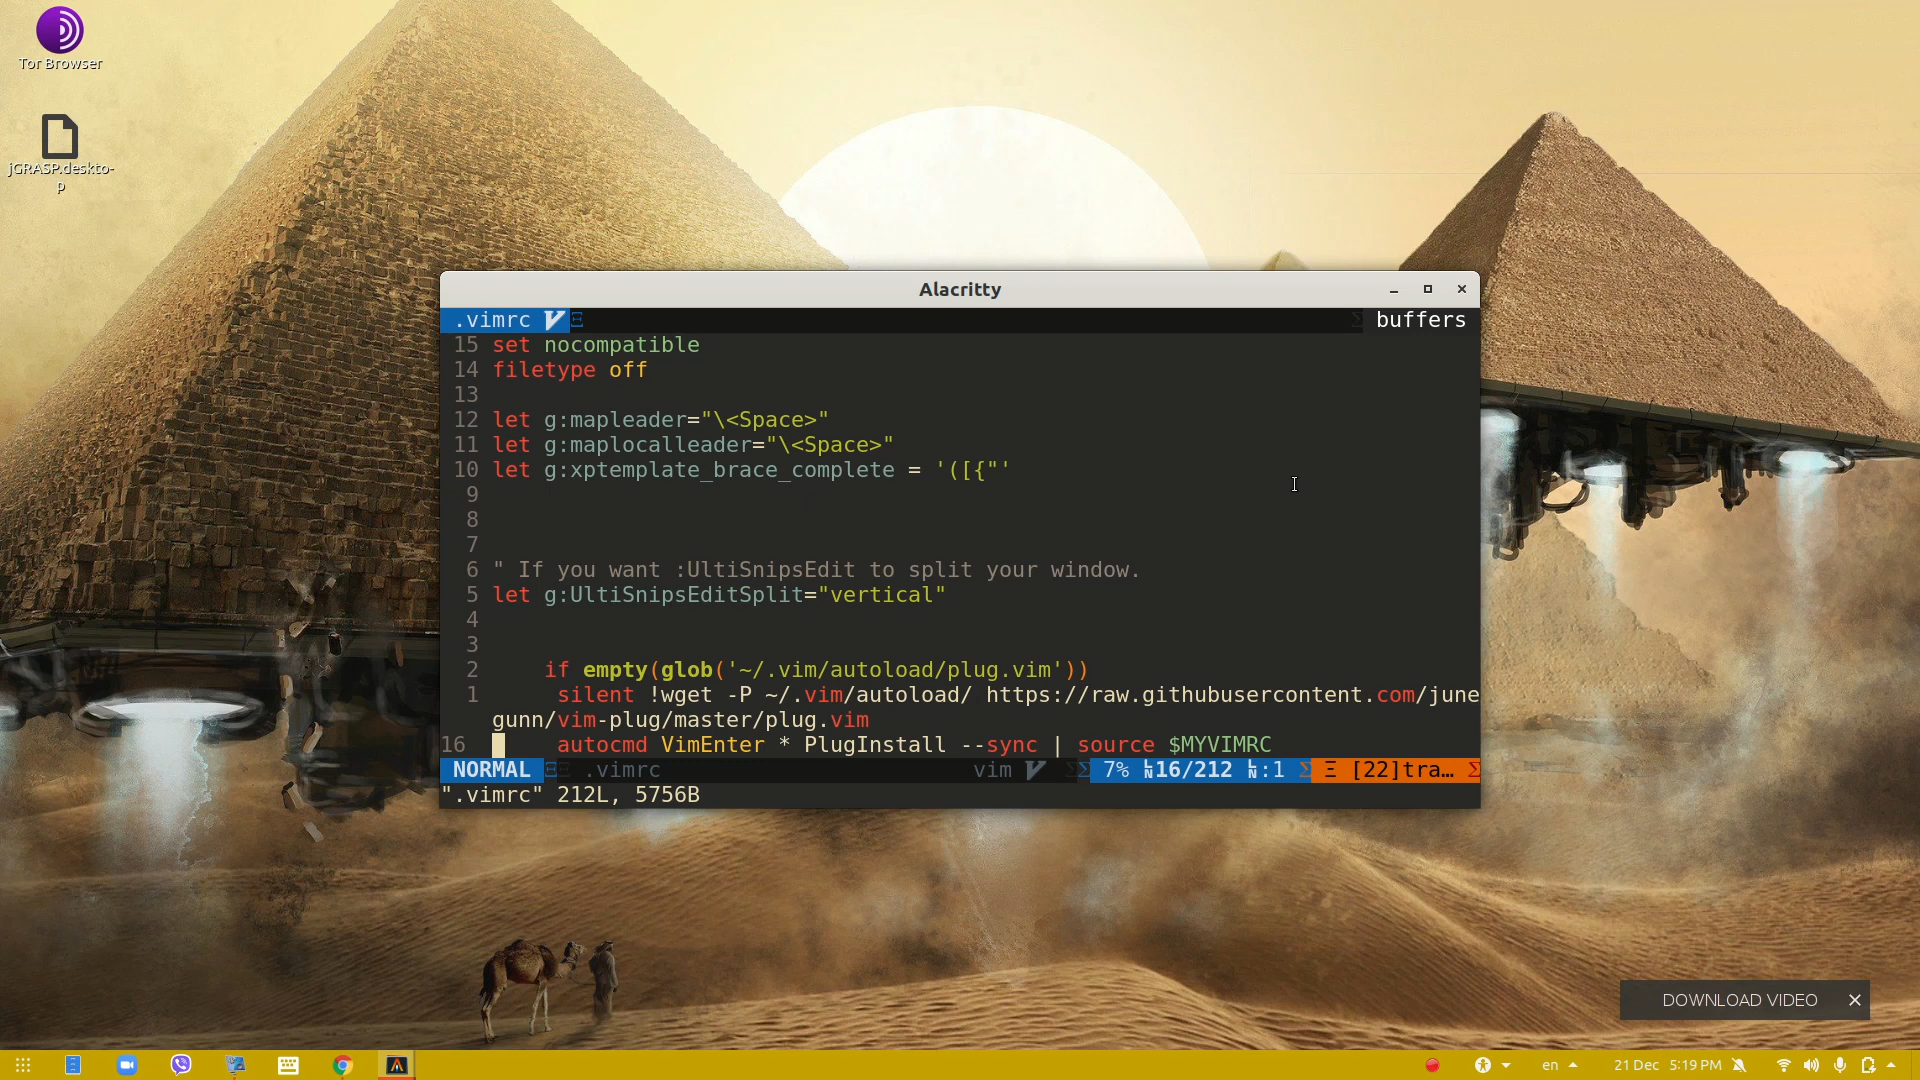 Tor Browser
jGRASP.deskto-
p
Alacritty
.vimrc
buffers
15 set nocompatible
14 filetype off
13
12 let g:mapleader="\<Space>"
11 let g:maplocalleader="\<Space>"
10 let g:xptemplate_brace_complete = '([{"'
9
8
7
6 " If you want :UltiSnipsEdit to split your window.
5 let g:UltiSnipsEditSplit="vertical"
4
3
2 if empty(glob('~/.vim/autoload/plug.vim'))
1 silent !wget -P ~/.vim/autoload/ https://raw.githubusercontent.com/june
gunn/vim-plug/master/plug.vim
16 autocmd VimEnter * PlugInstall --sync | source $MYVIMRC
NORMAL Ξ .vimrc vim 7% ␤16/212 ␤:1 Σ Ξ [22]tra… Σ
".vimrc" 212L, 5756B
DOWNLOAD VIDEO
en 21 Dec 5:19 PM